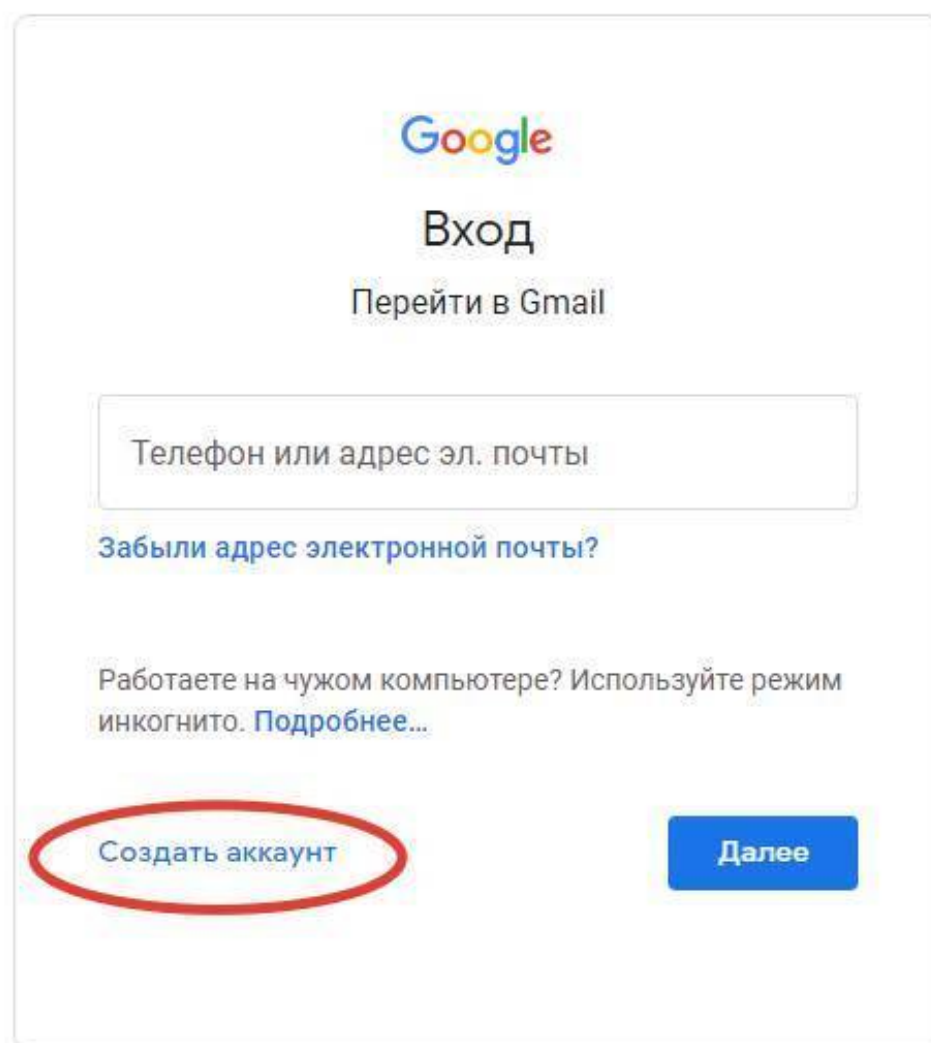 Google
Вход
Перейти в Gmail
Телефон или адрес эл. почты
Забыли адрес электронной почты?
Работаете на чужом компьютере? Используйте режим
инкогнито. Подробнее…
Создать аккаунт
Далее